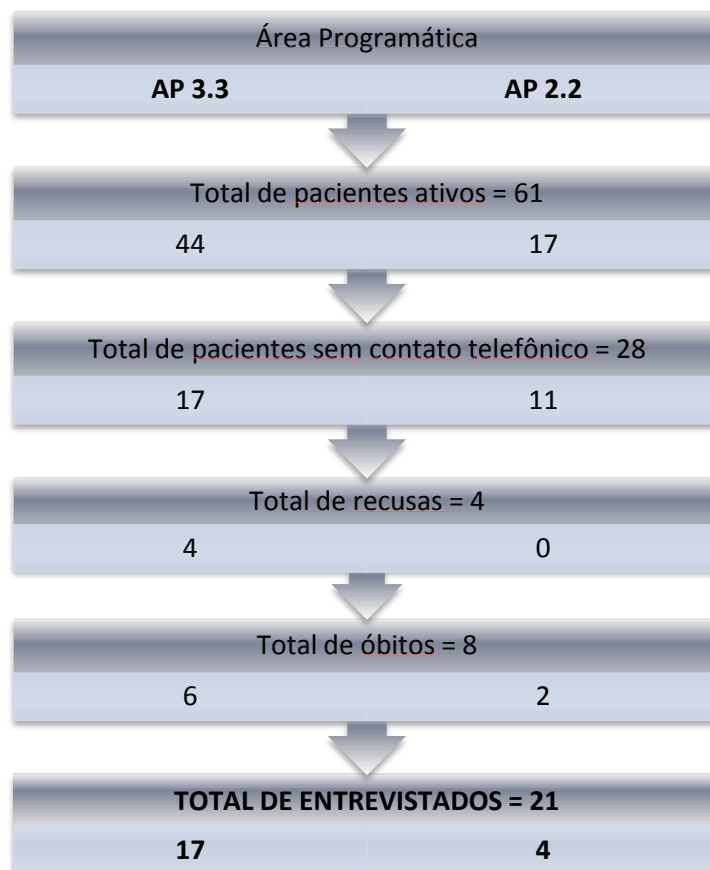 Área Programática
AP 3.3 AP 2.2
Total de pacientes ativos = 61
44 17
Total de pacientes sem contato telefônico = 28
17 11
Total de recusas = 4
4 0
Total de óbitos = 8
6 2
TOTAL DE ENTREVISTADOS = 21
17 4